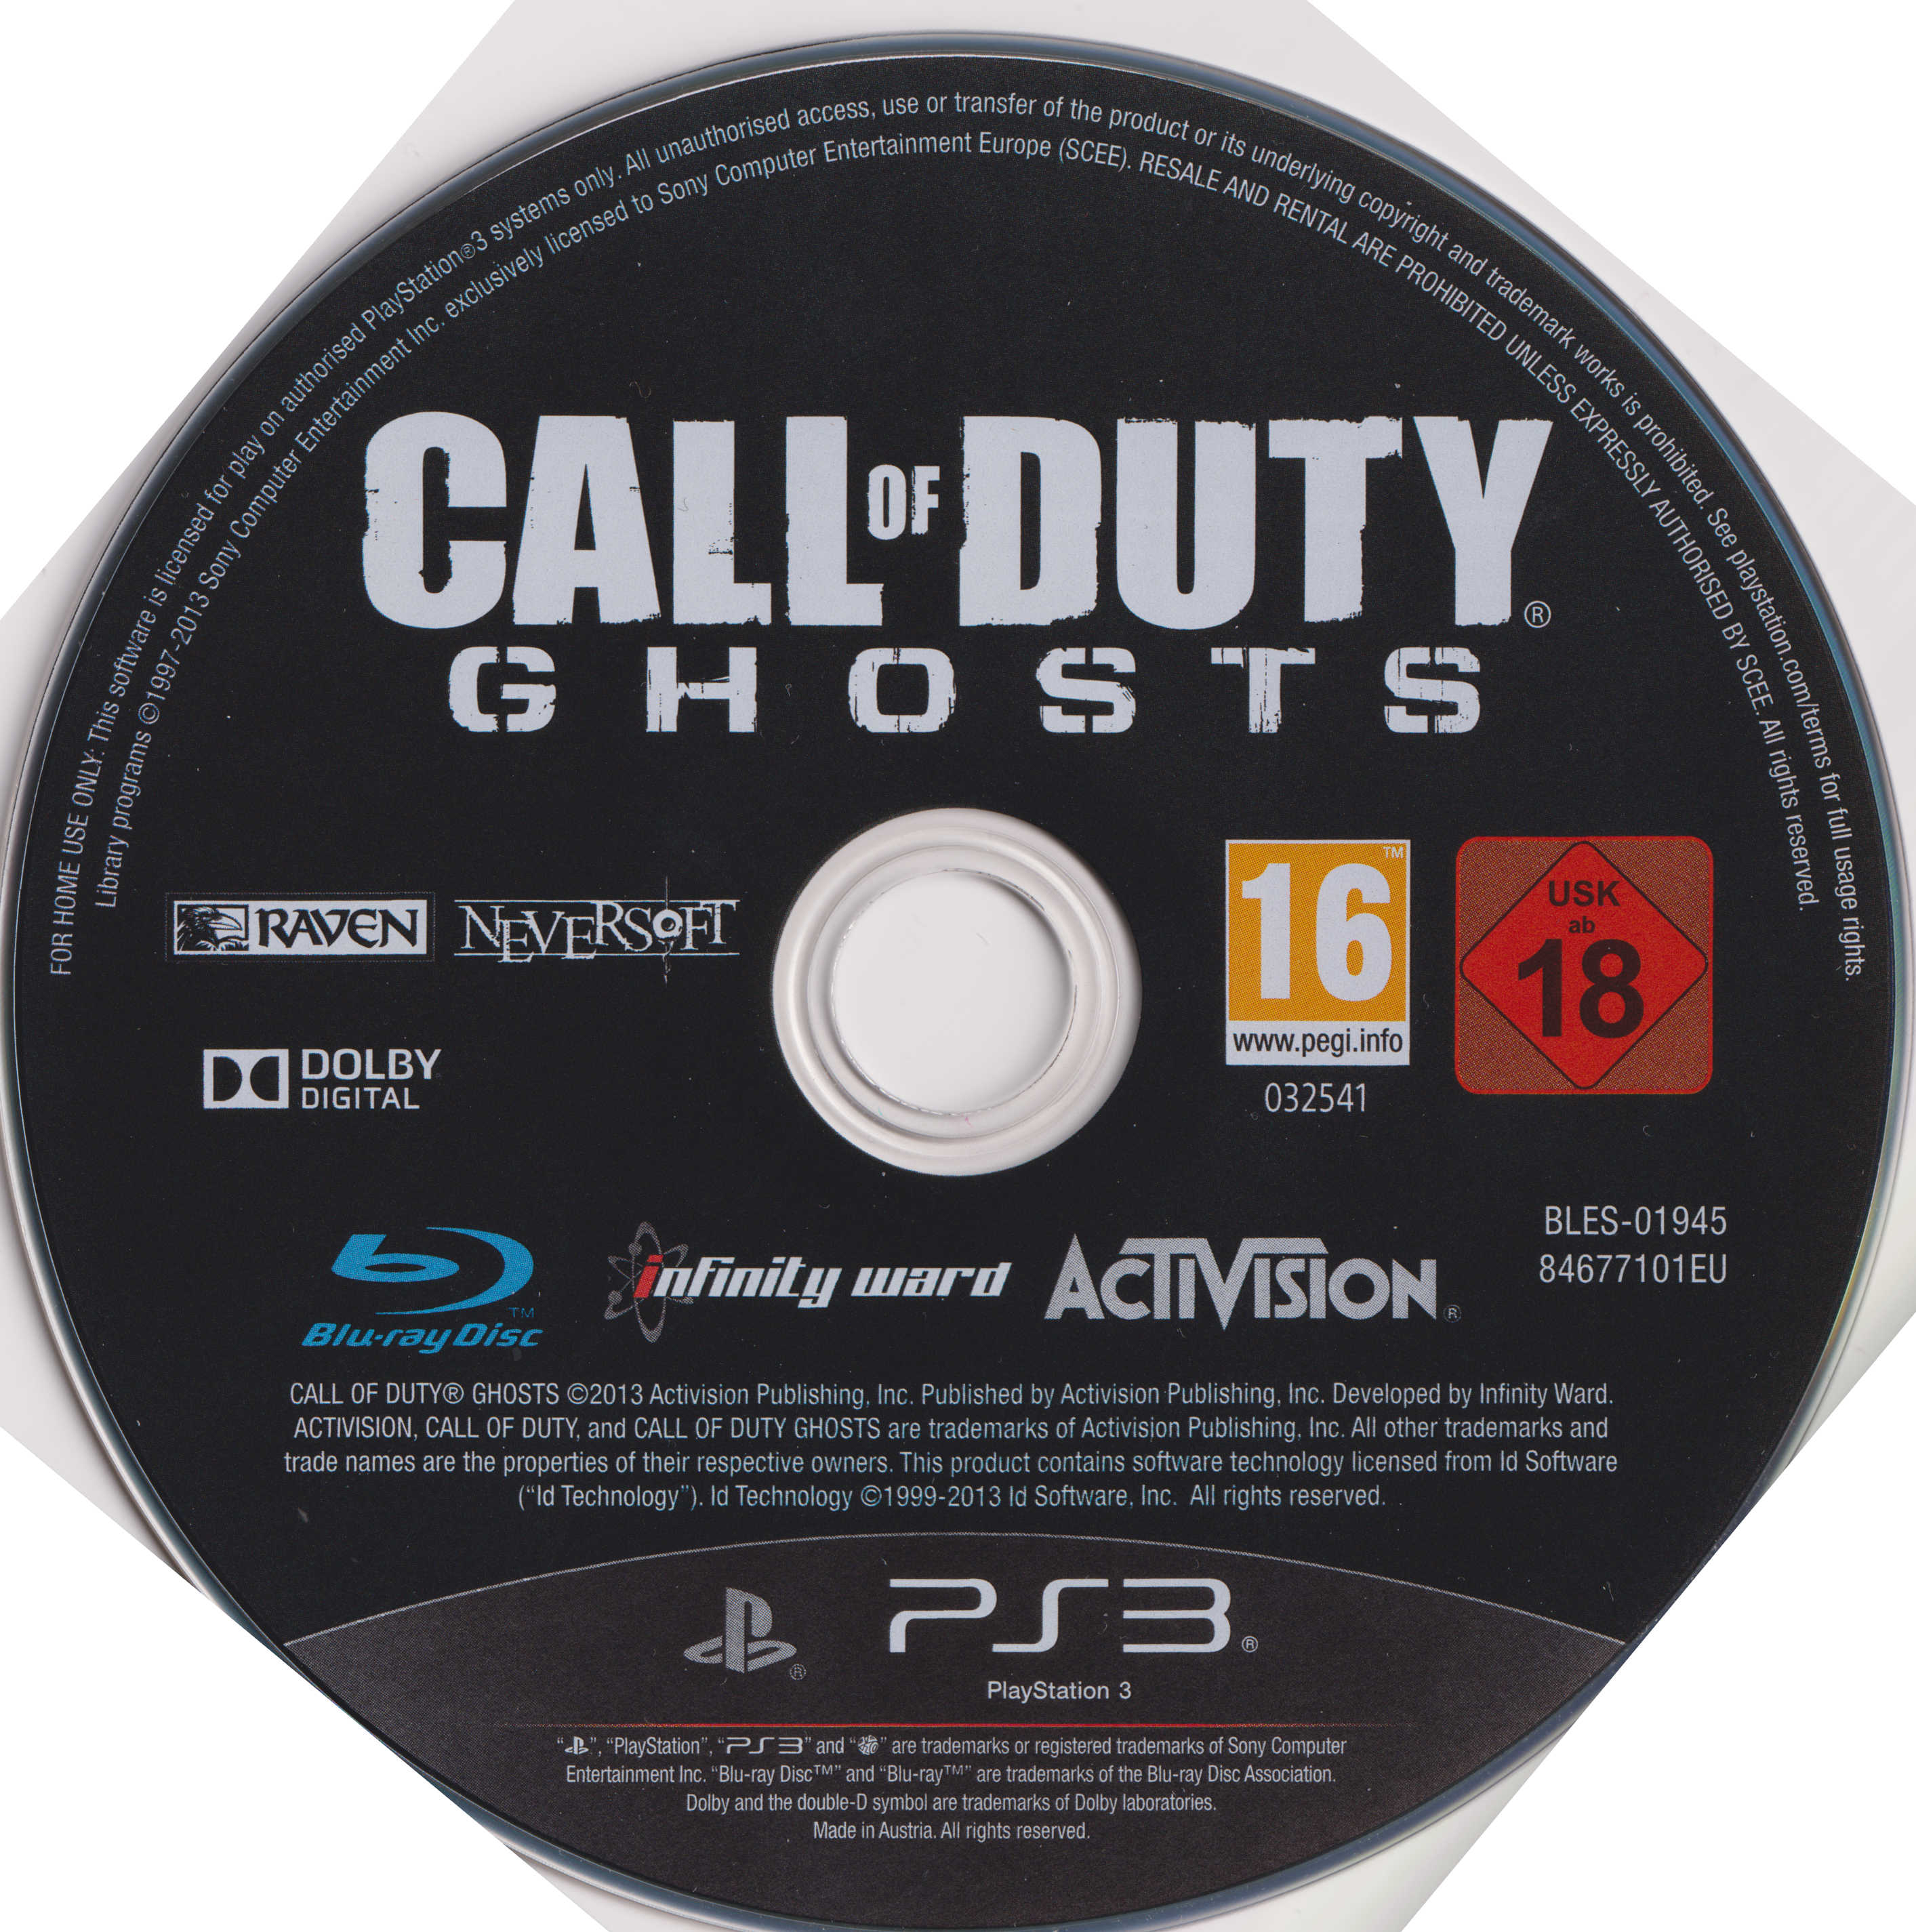 FOR HOME USE ONLY: This software is licensed for play on authorised PlayStation®3 systems only. All unauthorised access, use or transfer of the product or its underlying copyright and trademark works is prohibited. See playstation.com/terms for full usage rights.
Library programs ©1997-2013 Sony Computer Entertainment Inc. exclusively licensed to Sony Computer Entertainment Europe (SCEE). RESALE AND RENTAL ARE PROHIBITED UNLESS EXPRESSLY AUTHORISED BY SCEE. All rights reserved.
CALL OF DUTY®
GHOSTS
RAVEN
NEVERSOFT
16™
www.pegi.info
032541
USK
ab
18
DOLBY
DIGITAL
BLES-01945
84677101EU
Blu-ray Disc™
infinity ward
ACTIVISION®
CALL OF DUTY® GHOSTS ©2013 Activision Publishing, Inc. Published by Activision Publishing, Inc. Developed by Infinity Ward.
ACTIVISION, CALL OF DUTY, and CALL OF DUTY GHOSTS are trademarks of Activision Publishing, Inc. All other trademarks and
trade names are the properties of their respective owners. This product contains software technology licensed from Id Software
(“Id Technology”). Id Technology ©1999-2013 Id Software, Inc. All rights reserved.
PS3®
PlayStation 3
“ ”, “PlayStation”, “PS3” and “ ” are trademarks or registered trademarks of Sony Computer
Entertainment Inc. “Blu-ray Disc™” and “Blu-ray™” are trademarks of the Blu-ray Disc Association.
Dolby and the double-D symbol are trademarks of Dolby laboratories.
Made in Austria. All rights reserved.